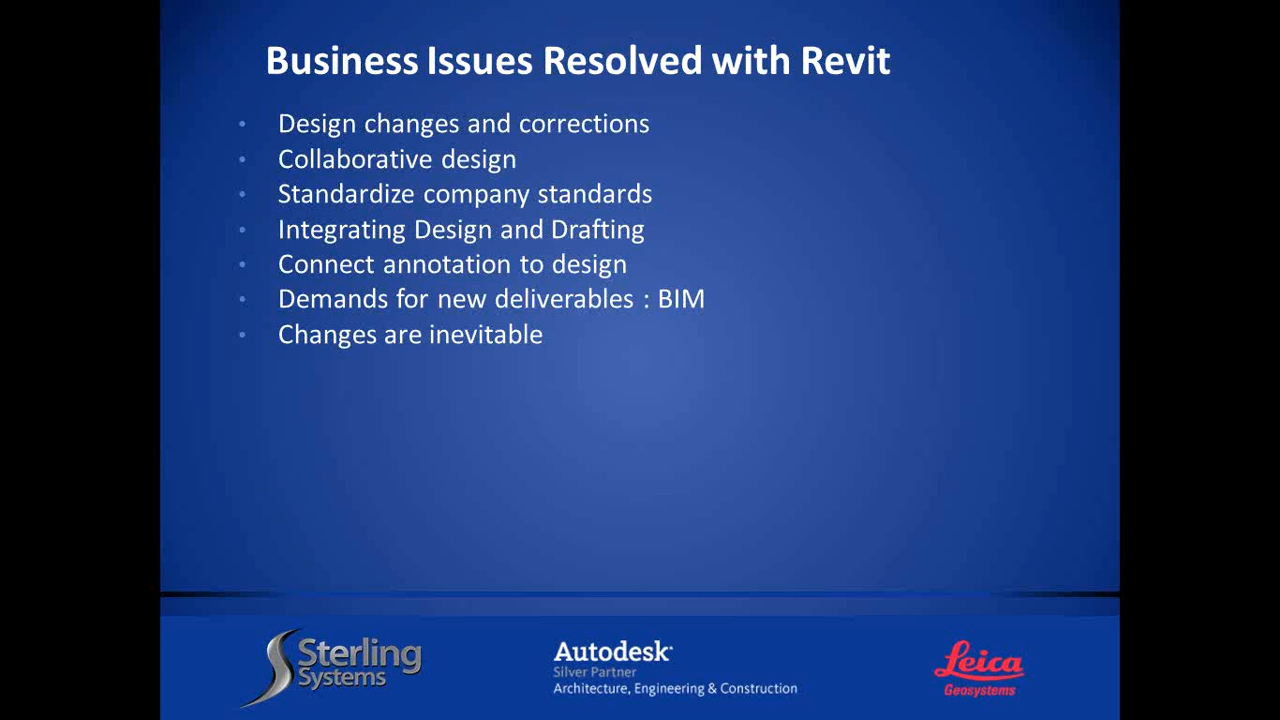 Business Issues Resolved with Revit
• Design changes and corrections
• Collaborative design
• Standardize company standards
• Integrating Design and Drafting
• Connect annotation to design
• Demands for new deliverables : BIM
• Changes are inevitable
Sterling
Systems
Autodesk
Silver Partner
Architecture, Engineering & Construction
Leica
Geosystems